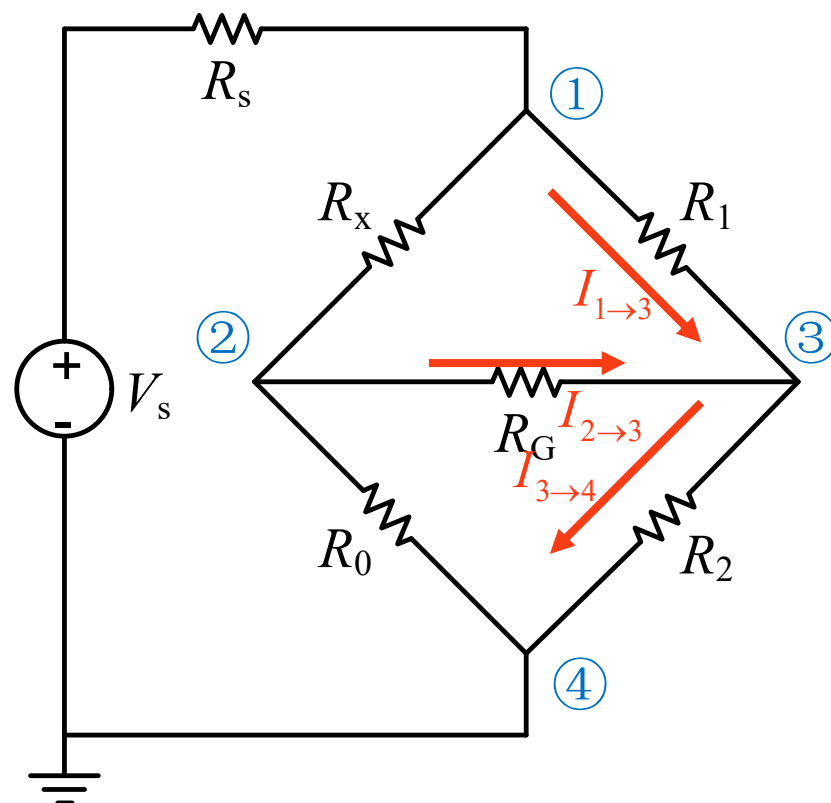 Rs
①
Rx
R1
I1→3
②
③
+
Vs
-
I2→3
RG
I3→4
R0
R2
④